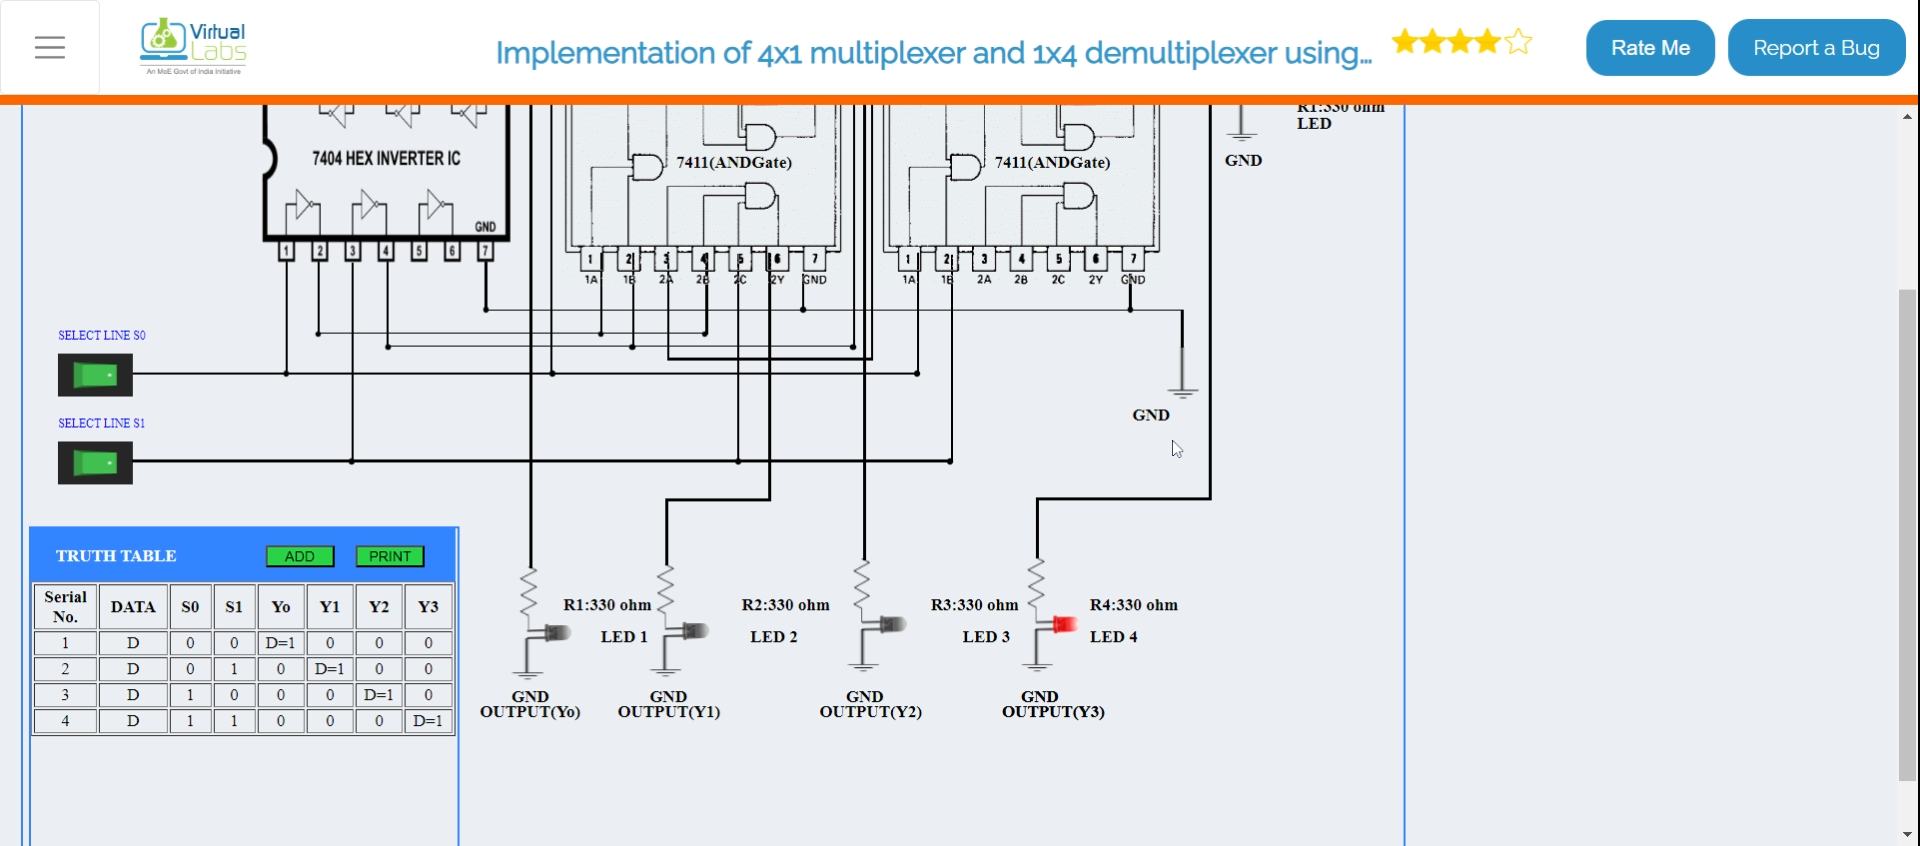 Virtual
Labs
An MoE Govt of India Initiative
Implementation of 4x1 multiplexer and 1x4 demultiplexer using...
Rate Me
Report a Bug
R1:330 ohm
LED
GND
7404 HEX INVERTER IC
GND
1 2 3 4 5 6 7
7411(ANDGate)
1 2 3 4 5 6 7
1A 1B 2A 2B 2C 2Y GND
7411(ANDGate)
1 2 3 4 5 6 7
1A 1B 2A 2B 2C 2Y GND
SELECT LINE S0
SELECT LINE S1
GND
TRUTH TABLE
ADD
PRINT
Serial No. DATA S0 S1 Yo Y1 Y2 Y3
1 D 0 0 D=1 0 0 0
2 D 0 1 0 D=1 0 0
3 D 1 0 0 0 D=1 0
4 D 1 1 0 0 0 D=1
R1:330 ohm
LED 1
R2:330 ohm
LED 2
R3:330 ohm
LED 3
R4:330 ohm
LED 4
GND
OUTPUT(Yo)
GND
OUTPUT(Y1)
GND
OUTPUT(Y2)
GND
OUTPUT(Y3)